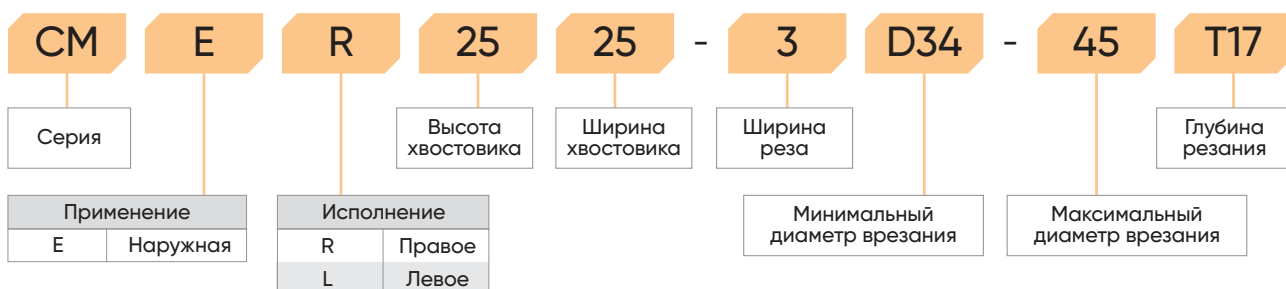 CM E R 25 25 - 3 D34 - 45 T17
Серия
Высота
хвостовика
Ширина
хвостовика
Ширина
реза
Глубина
резания
Применение
E Наружная
Исполнение
R Правое
L Левое
Минимальный
диаметр врезания
Максимальный
диаметр врезания